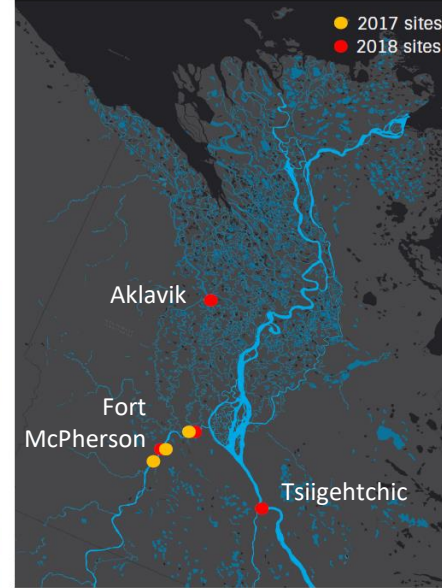 2017 sites
2018 sites
Aklavik
Fort
McPherson
Tsiigehtchic